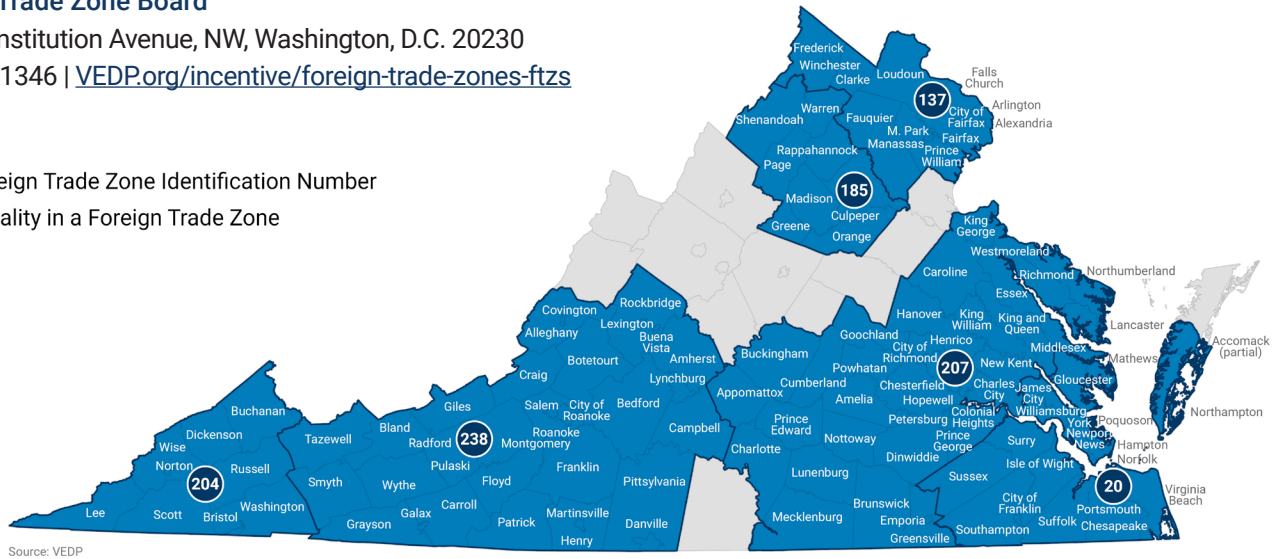 Trade Zone Board
nstitution Avenue, NW, Washington, D.C. 20230
1346 | VEDP.org/incentive/foreign-trade-zones-ftzs
eign Trade Zone Identification Number
ality in a Foreign Trade Zone
Frederick
Winchester
Clarke
Loudoun
Falls
Church
137
Arlington
City of
Fairfax
Alexandria
Warren
Shenandoah
Fauquier
M. Park
Manassas
Fairfax
Prince
William
Rappahannock
Page
185
Madison
Culpeper
Greene
Orange
King
George
Westmoreland
Caroline
Richmond
Northumberland
Essex
Covington
Rockbridge
Alleghany
Lexington
Buena
Vista
Hanover
King
William
King and
Queen
Lancaster
Goochland
Henrico
Accomack
(partial)
Botetourt
Amherst
Buckingham
City of
Richmond
Middlesex
Mathews
Craig
Lynchburg
Powhatan
207
New Kent
Gloucester
Appomattox
Cumberland
Amelia
Chesterfield
Hopewell
Charles
City
James
City
Williamsburg
Northampton
Buchanan
Giles
Salem
City of
Roanoke
Bedford
Petersburg
Colonial
Heights
York
Poquoson
Newport
News
Dickenson
Wise
Norton
Tazewell
Bland
Radford
238
Roanoke
Montgomery
Campbell
Prince
Edward
Nottoway
Prince
George
Surry
Hampton
Norfolk
204
Russell
Pulaski
Franklin
Charlotte
Dinwiddie
Isle of Wight
20
Virginia
Beach
Smyth
Wythe
Floyd
Pittsylvania
Lunenburg
Sussex
Portsmouth
Lee
Scott
Bristol
Washington
Carroll
Galax
Grayson
Patrick
Martinsville
Henry
Danville
Mecklenburg
Brunswick
Emporia
Greensville
City of
Franklin
Southampton
Suffolk
Chesapeake
Source: VEDP